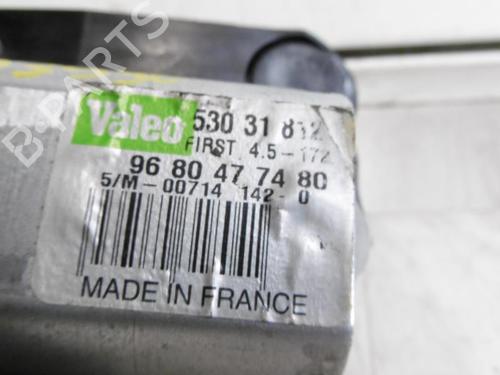 B-PARTS
Valeo 530 31 812
FIRST 4.5-172
96 80 47 74 80
5/M-00714 142-0
MADE IN FRANCE